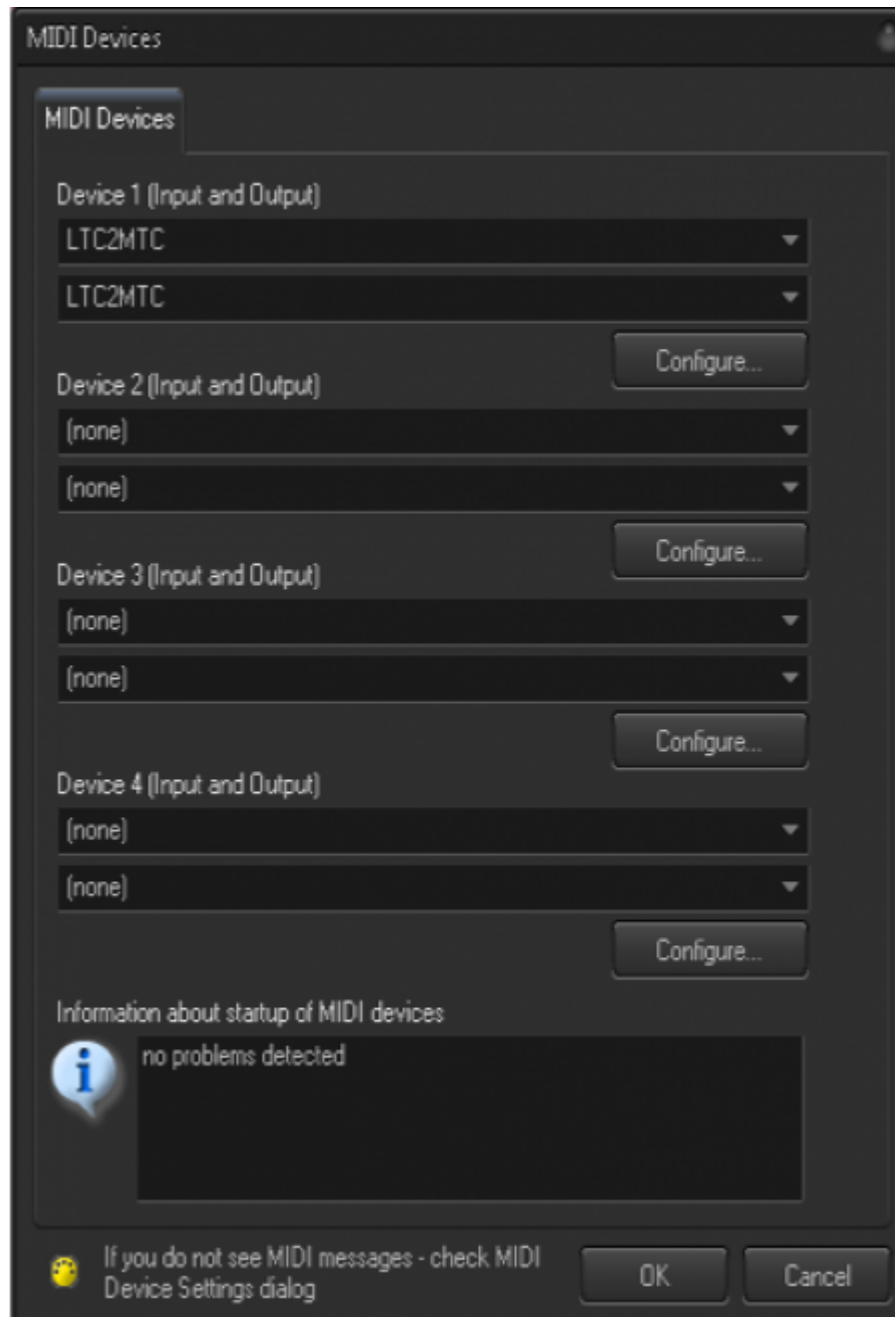 MIDI Devices
MIDI Devices
Device 1 (Input and Output)
LTC2MTC
LTC2MTC
Configure...
Device 2 (Input and Output)
(none)
(none)
Configure...
Device 3 (Input and Output)
(none)
(none)
Configure...
Device 4 (Input and Output)
(none)
(none)
Configure...
Information about startup of MIDI devices
no problems detected
If you do not see MIDI messages - check MIDI
Device Settings dialog
OK
Cancel